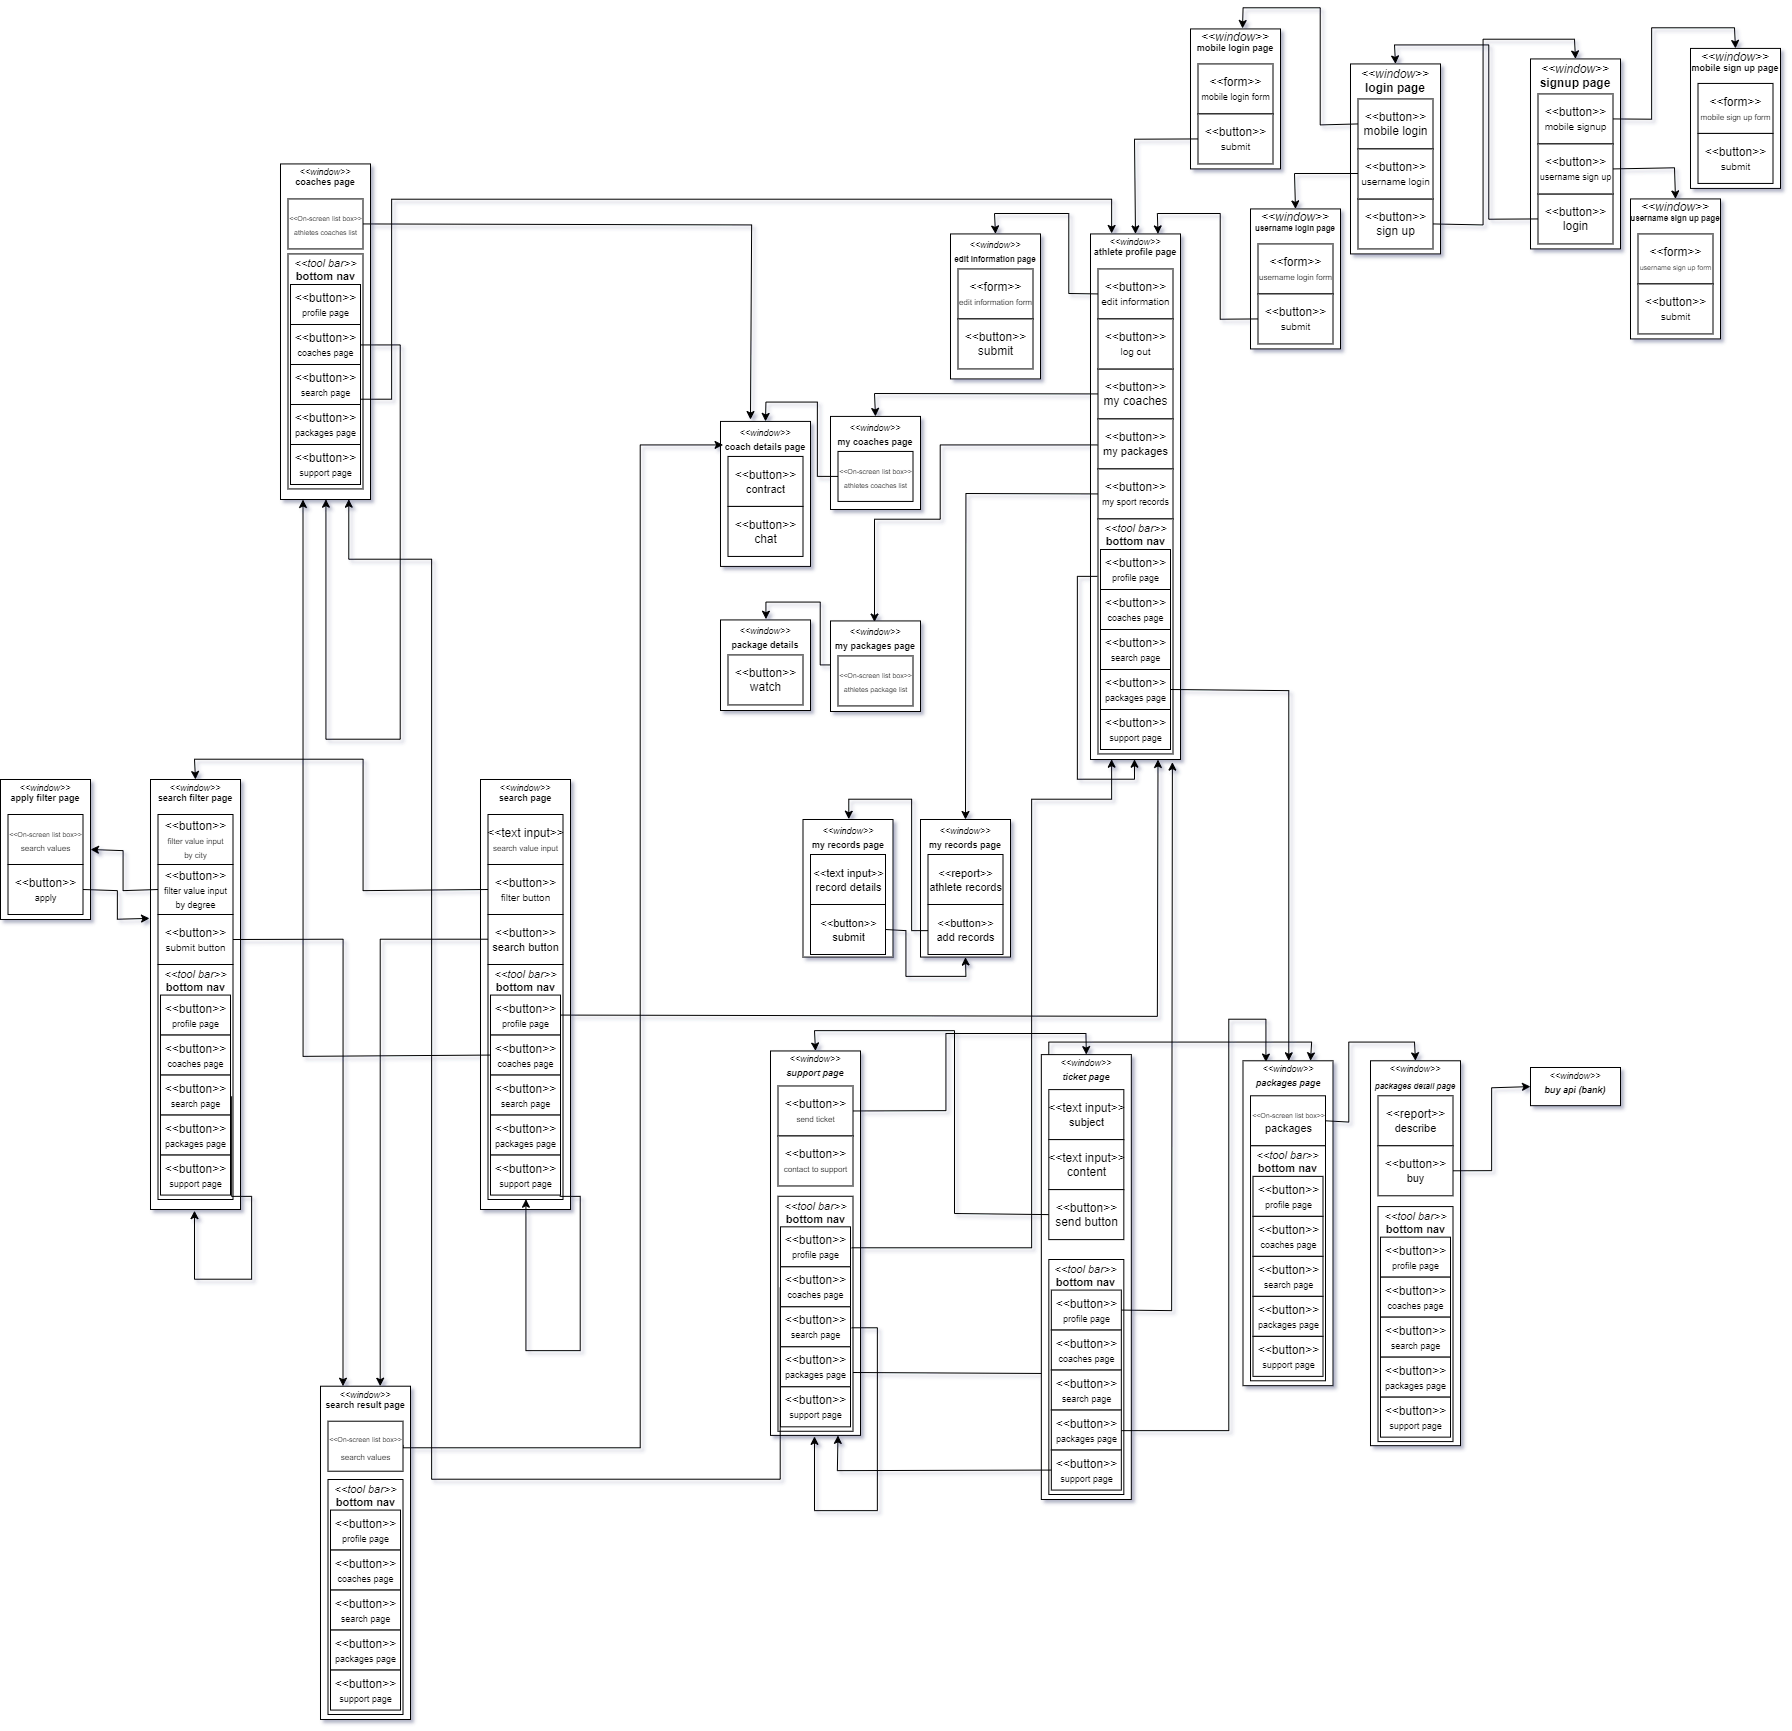 <<window>>
mobile login page
<<form>>
mobile login form
<<button>>
submit
<<window>>
login page
<<button>>
mobile login
<<button>>
username login
<<button>>
sign up
<<window>>
signup page
<<button>>
mobile signup
<<button>>
username sign up
<<button>>
login
<<window>>
mobile sign up page
<<form>>
mobile sign up form
<<button>>
submit
<<window>>
username sign up page
<<form>>
username sign up form
<<button>>
submit
<<window>>
username login page
<<form>>
username login form
<<button>>
submit
<<window>>
coaches page
<<On-screen list box>>
athletes coaches list
<<tool bar>>
bottom nav
<<button>>
profile page
<<button>>
coaches page
<<button>>
search page
<<button>>
packages page
<<button>>
support page
<<window>>
edit information page
<<form>>
edit information form
<<button>>
submit
<<window>>
athlete profile page
<<button>>
edit information
<<button>>
log out
<<button>>
my coaches
<<button>>
my packages
<<button>>
my sport records
<<tool bar>>
bottom nav
<<button>>
profile page
<<button>>
coaches page
<<button>>
search page
<<button>>
packages page
<<button>>
support page
<<window>>
coach details page
<<button>>
contract
<<button>>
chat
<<window>>
my coaches page
<<On-screen list box>>
athletes coaches list
<<window>>
package details
<<button>>
watch
<<window>>
my packages page
<<On-screen list box>>
athletes package list
<<window>>
apply filter page
<<On-screen list box>>
search values
<<button>>
apply
<<window>>
search filter page
<<button>>
filter value input
by city
<<button>>
filter value input
by degree
<<button>>
submit button
<<tool bar>>
bottom nav
<<button>>
profile page
<<button>>
coaches page
<<button>>
search page
<<button>>
packages page
<<button>>
support page
<<window>>
search page
<<text input>>
search value input
<<button>>
filter button
<<button>>
search button
<<tool bar>>
bottom nav
<<button>>
profile page
<<button>>
coaches page
<<button>>
search page
<<button>>
packages page
<<button>>
support page
<<window>>
my records page
<<text input>>
record details
<<button>>
submit
<<window>>
my records page
<<report>>
athlete records
<<button>>
add records
<<window>>
support page
<<button>>
send ticket
<<button>>
contact to support
<<tool bar>>
bottom nav
<<button>>
profile page
<<button>>
coaches page
<<button>>
search page
<<button>>
packages page
<<button>>
support page
<<window>>
ticket page
<<text input>>
subject
<<text input>>
content
<<button>>
send button
<<tool bar>>
bottom nav
<<button>>
profile page
<<button>>
coaches page
<<button>>
search page
<<button>>
packages page
<<button>>
support page
<<window>>
packages page
<<On-screen list box>>
packages
<<tool bar>>
bottom nav
<<button>>
profile page
<<button>>
coaches page
<<button>>
search page
<<button>>
packages page
<<button>>
support page
<<window>>
packages detail page
<<report>>
describe
<<button>>
buy
<<tool bar>>
bottom nav
<<button>>
profile page
<<button>>
coaches page
<<button>>
search page
<<button>>
packages page
<<button>>
support page
<<window>>
buy api (bank)
<<window>>
search result page
<<On-screen list box>>
search values
<<tool bar>>
bottom nav
<<button>>
profile page
<<button>>
coaches page
<<button>>
search page
<<button>>
packages page
<<button>>
support page